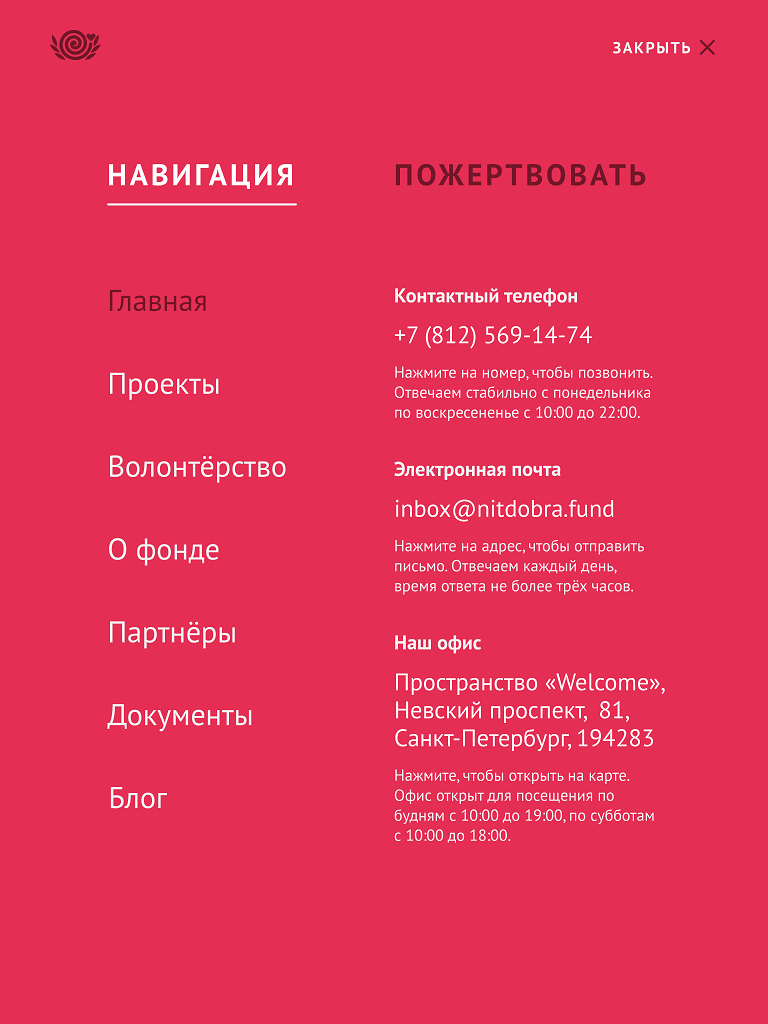 ЗАКРЫТЬ
НАВИГАЦИЯ
ПОЖЕРТВОВАТЬ
Главная
Проекты
Волонтёрство
О фонде
Партнёры
Документы
Блог
Контактный телефон
+7 (812) 569-14-74
Нажмите на номер, чтобы позвонить.
Отвечаем стабильно с понедельника
по воскресененье с 10:00 до 22:00.
Электронная почта
inbox@nitdobra.fund
Нажмите на адрес, чтобы отправить
письмо. Отвечаем каждый день,
время ответа не более трёх часов.
Наш офис
Пространство «Welcome»,
Невский проспект, 81,
Санкт-Петербург, 194283
Нажмите, чтобы открыть на карте.
Офис открыт для посещения по
будням с 10:00 до 19:00, по субботам
с 10:00 до 18:00.